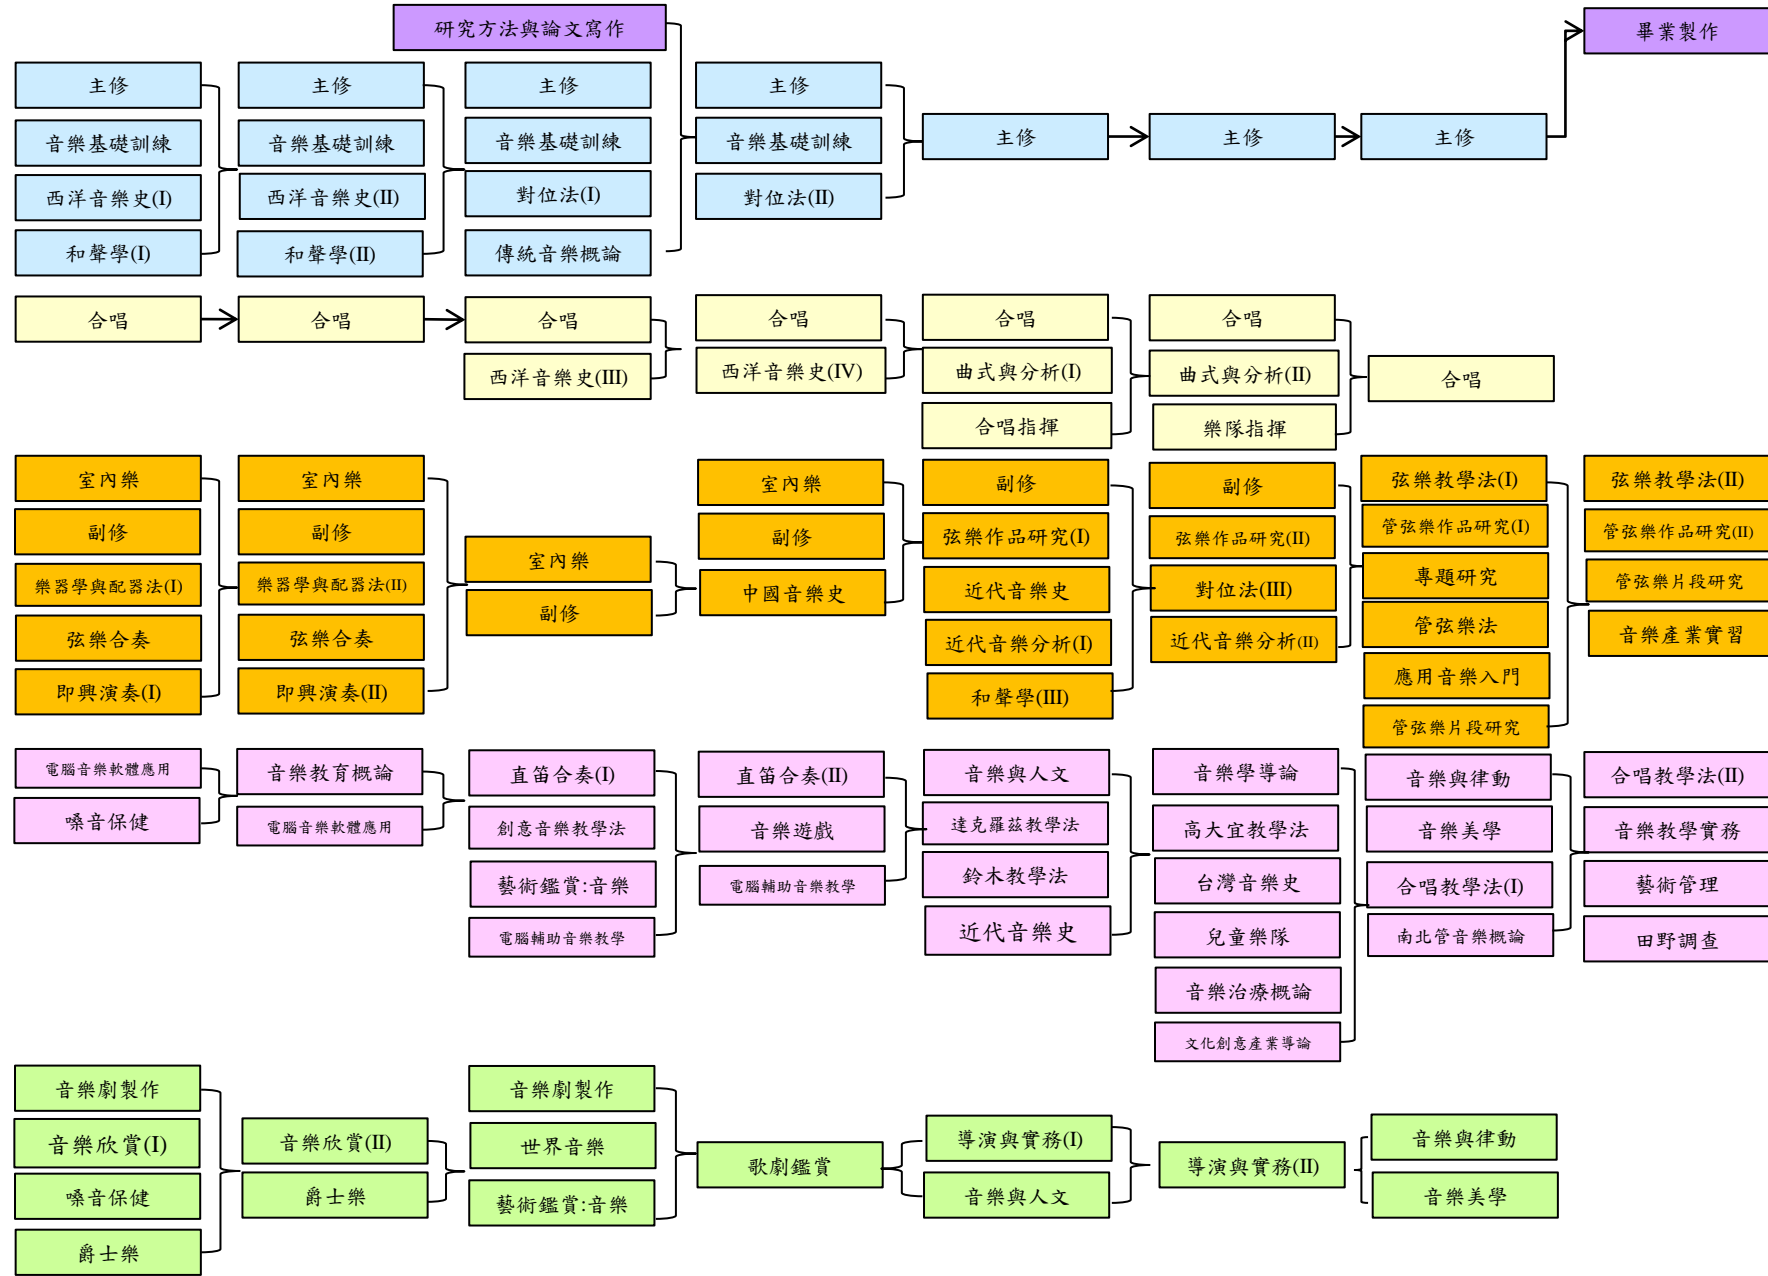 研究方法與論文寫作
畢業製作
主修
主修
主修
主修
主修
主修
主修
音樂基礎訓練
音樂基礎訓練
音樂基礎訓練
音樂基礎訓練
西洋音樂史(I)
西洋音樂史(II)
對位法(I)
對位法(II)
和聲學(I)
和聲學(II)
傳統音樂概論
合唱
合唱
合唱
合唱
合唱
合唱
西洋音樂史(III)
西洋音樂史(IV)
曲式與分析(I)
曲式與分析(II)
合唱
合唱指揮
樂隊指揮
室內樂
室內樂
室內樂
副修
副修
弦樂教學法(I)
弦樂教學法(II)
副修
副修
室內樂
副修
弦樂作品研究(I)
弦樂作品研究(II)
管弦樂作品研究(I)
管弦樂作品研究(II)
樂器學與配器法(I)
樂器學與配器法(II)
副修
中國音樂史
近代音樂史
對位法(III)
專題研究
管弦樂片段研究
弦樂合奏
弦樂合奏
近代音樂分析(I)
近代音樂分析(II)
管弦樂法
音樂產業實習
即興演奏(I)
即興演奏(II)
和聲學(III)
應用音樂入門
管弦樂片段研究
電腦音樂軟體應用
音樂教育概論
直笛合奏(I)
直笛合奏(II)
音樂與人文
音樂學導論
音樂與律動
合唱教學法(II)
嗓音保健
電腦音樂軟體應用
創意音樂教學法
音樂遊戲
達克羅茲教學法
高大宜教學法
音樂美學
音樂教學實務
藝術鑑賞:音樂
電腦輔助音樂教學
鈴木教學法
台灣音樂史
合唱教學法(I)
藝術管理
電腦輔助音樂教學
近代音樂史
兒童樂隊
南北管音樂概論
田野調查
音樂治療概論
文化創意產業導論
音樂劇製作
音樂劇製作
音樂欣賞(I)
音樂欣賞(II)
世界音樂
導演與實務(I)
音樂與律動
歌劇鑑賞
導演與實務(II)
嗓音保健
爵士樂
藝術鑑賞:音樂
音樂與人文
音樂美學
爵士樂